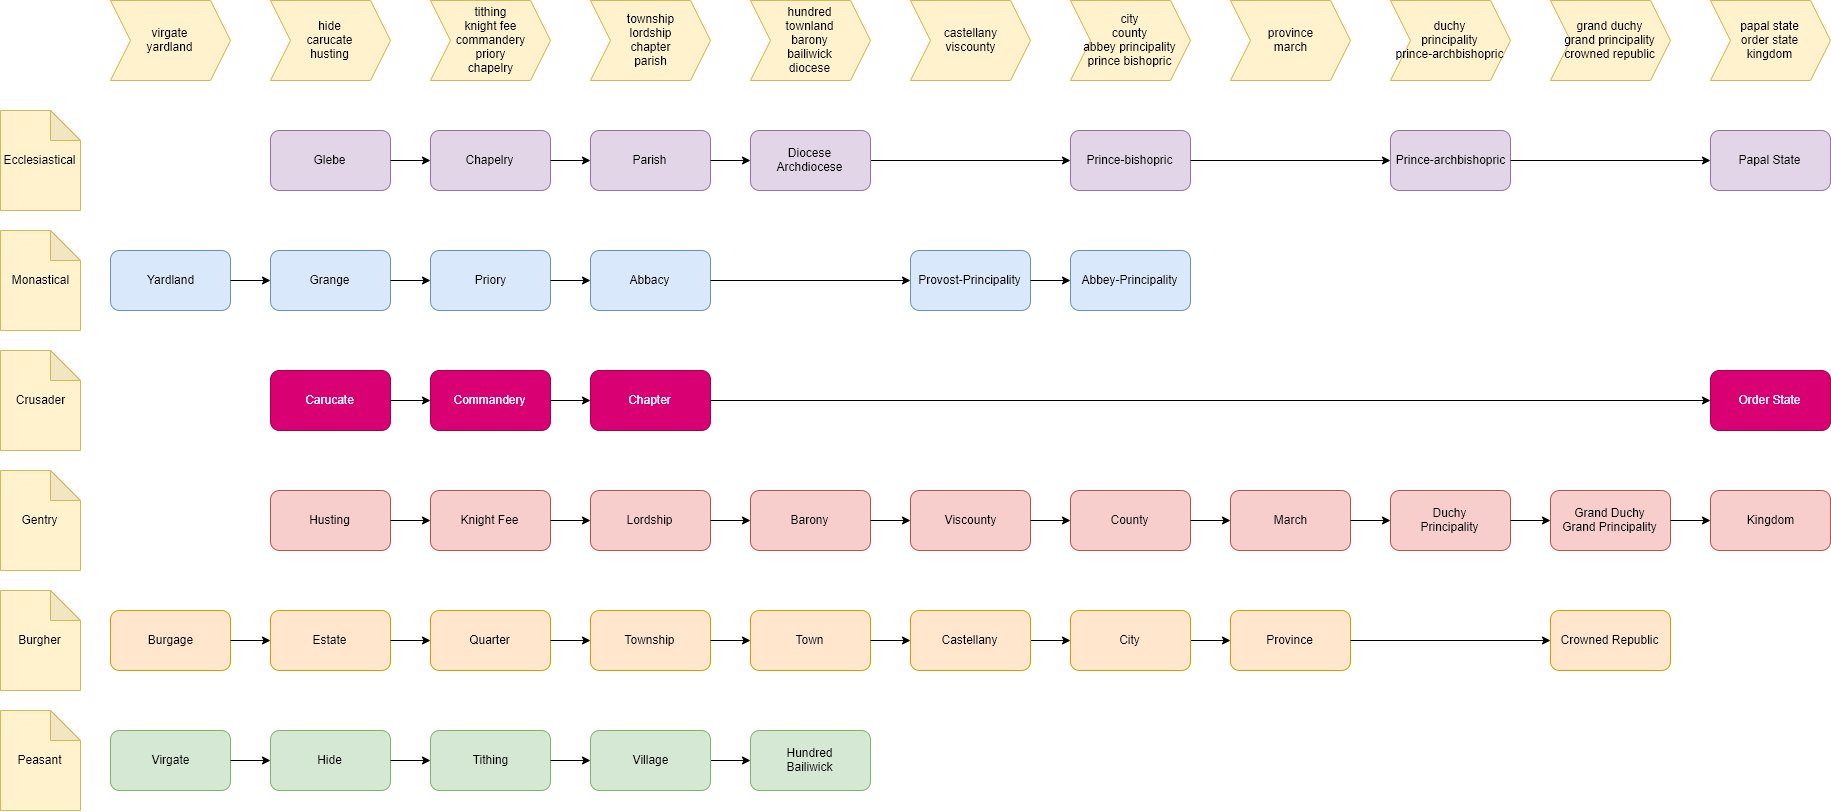 virgate
yardland
hide
carucate
husting
tithing
knight fee
commandery
priory
chapelry
township
lordship
chapter
parish
hundred
townland
barony
bailiwick
diocese
castellany
viscounty
city
county
abbey principality
prince bishopric
province
march
duchy
principality
prince-archbishopric
grand duchy
grand principality
crowned republic
papal state
order state
kingdom
Ecclesiastical
Glebe
Chapelry
Parish
Diocese
Archdiocese
Prince-bishopric
Prince-archbishopric
Papal State
Monastical
Yardland
Grange
Priory
Abbacy
Provost-Principality
Abbey-Principality
Crusader
Carucate
Commandery
Chapter
Order State
Gentry
Husting
Knight Fee
Lordship
Barony
Viscounty
County
March
Duchy
Principality
Grand Duchy
Grand Principality
Kingdom
Burgher
Burgage
Estate
Quarter
Township
Town
Castellany
City
Province
Crowned Republic
Peasant
Virgate
Hide
Tithing
Village
Hundred
Bailiwick